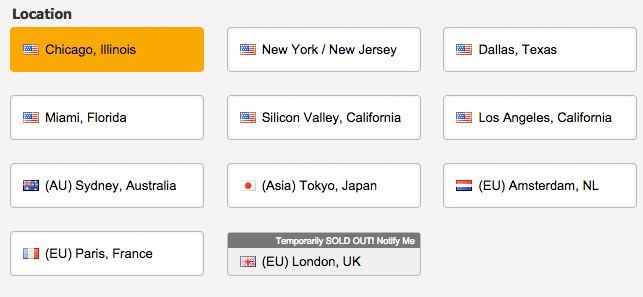 Location
Chicago, Illinois
New York / New Jersey
Dallas, Texas
Miami, Florida
Silicon Valley, California
Los Angeles, California
(AU) Sydney, Australia
(Asia) Tokyo, Japan
(EU) Amsterdam, NL
(EU) Paris, France
Temporarily SOLD OUT! Notify Me
(EU) London, UK